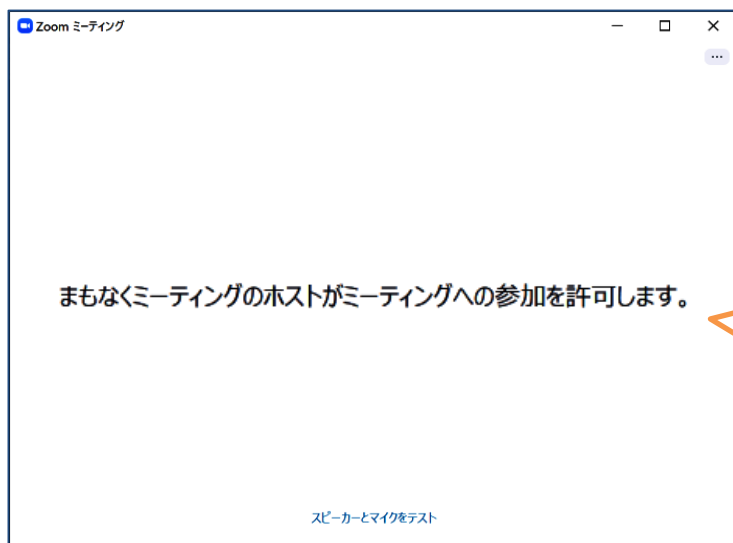 Zoom ミーティング
まもなくミーティングのホストがミーティングへの参加を許可します。
スピーカーとマイクをテスト